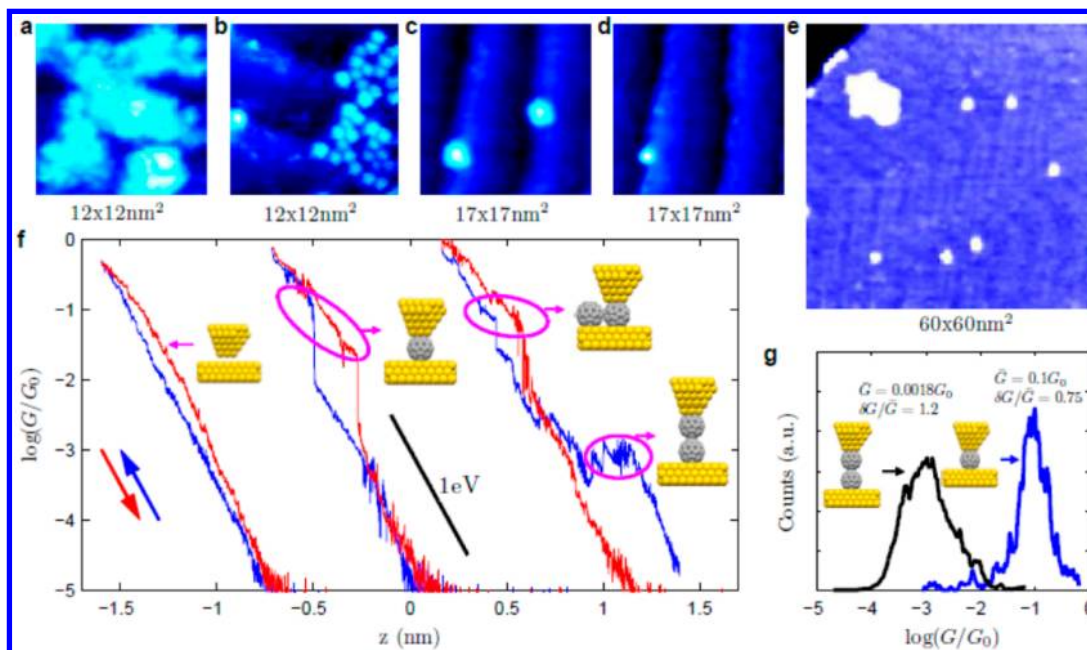 a
b
c
d
e
12x12nm²
12x12nm²
17x17nm²
17x17nm²
60x60nm²
f
0
−1
−2
−3
−4
−5
log(G/G₀)
−1.5
−1
−0.5
0
0.5
1
1.5
z (nm)
1eV
g
G = 0.0018G₀
δG/Ḡ = 1.2
Ḡ = 0.1G₀
δG/Ḡ = 0.75
Counts (a.u.)
−5
−4
−3
−2
−1
0
log(G/G₀)